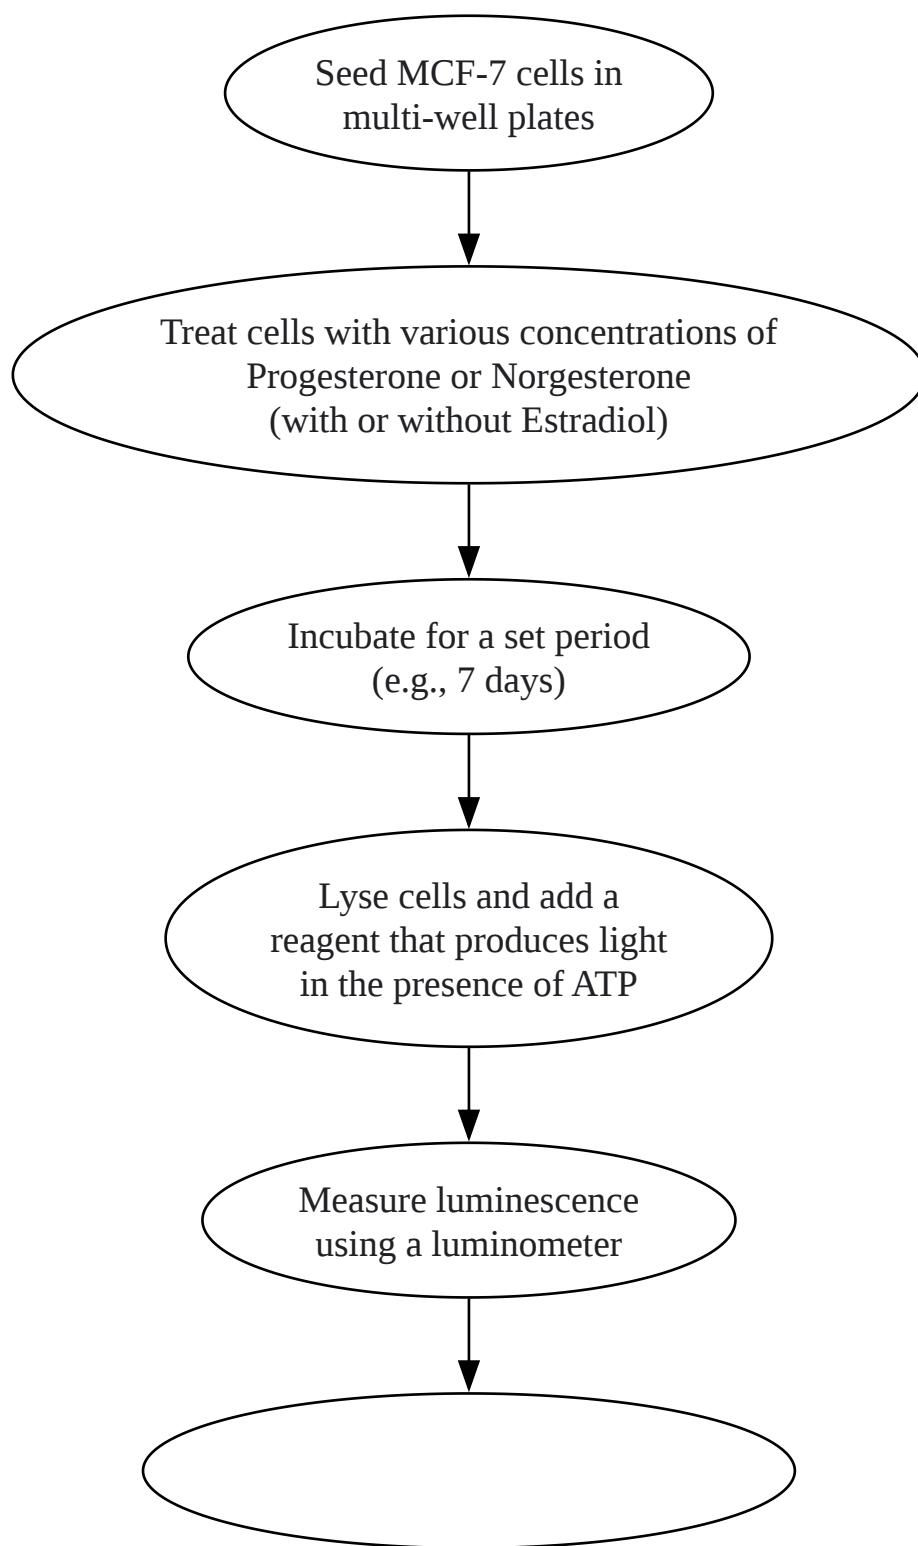 Seed MCF-7 cells in
multi-well plates
Treat cells with various concentrations of
Progesterone or Norgesterone
(with or without Estradiol)
Incubate for a set period
(e.g., 7 days)
Lyse cells and add a
reagent that produces light
in the presence of ATP
Measure luminescence
using a luminometer